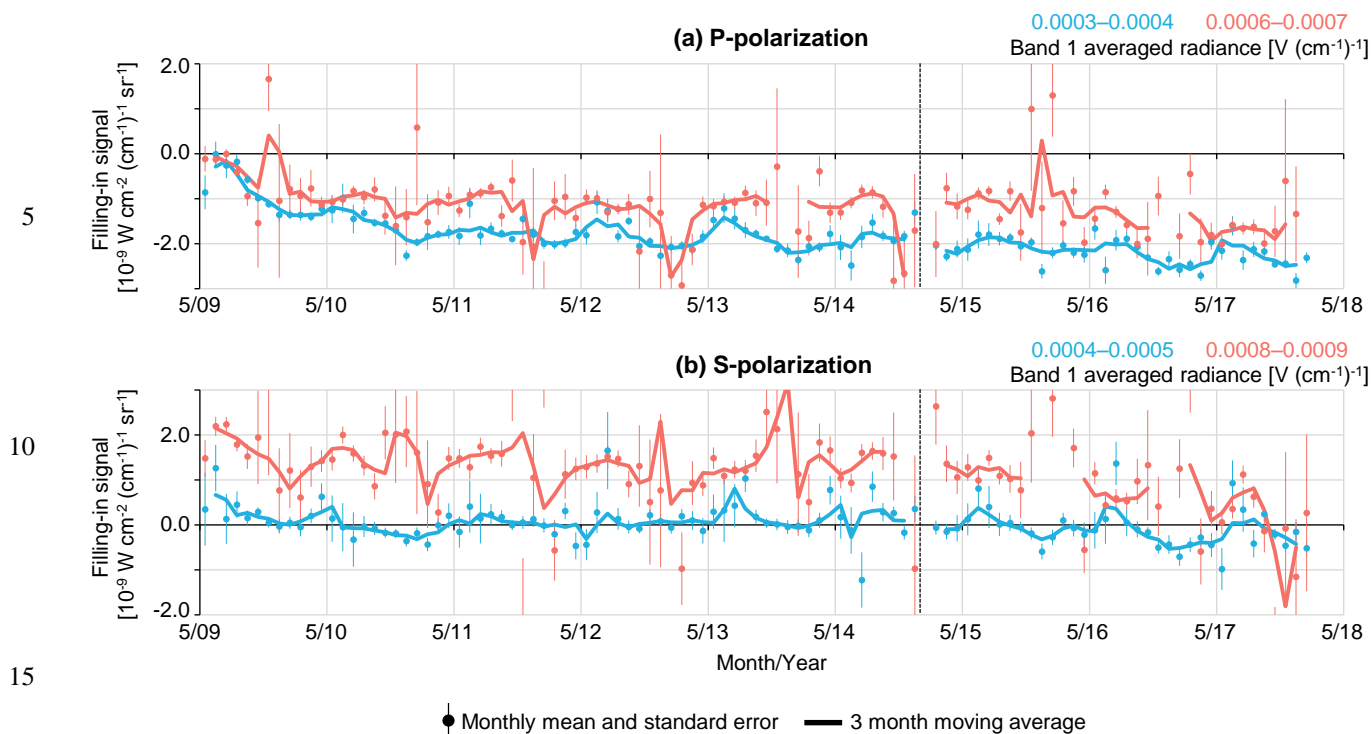 0.0003–0.0004 0.0006–0.0007
(a) P-polarization
Band 1 averaged radiance [V (cm⁻¹)⁻¹]
Filling-in signal
[10⁻⁹ W cm⁻² (cm⁻¹)⁻¹ sr⁻¹]
2.0
0.0
5
-2.0
5/09 5/10 5/11 5/12 5/13 5/14 5/15 5/16 5/17 5/18
0.0004–0.0005 0.0008–0.0009
(b) S-polarization
Band 1 averaged radiance [V (cm⁻¹)⁻¹]
Filling-in signal
[10⁻⁹ W cm⁻² (cm⁻¹)⁻¹ sr⁻¹]
10
2.0
0.0
-2.0
5/09 5/10 5/11 5/12 5/13 5/14 5/15 5/16 5/17 5/18
Month/Year
15
Monthly mean and standard error 3 month moving average